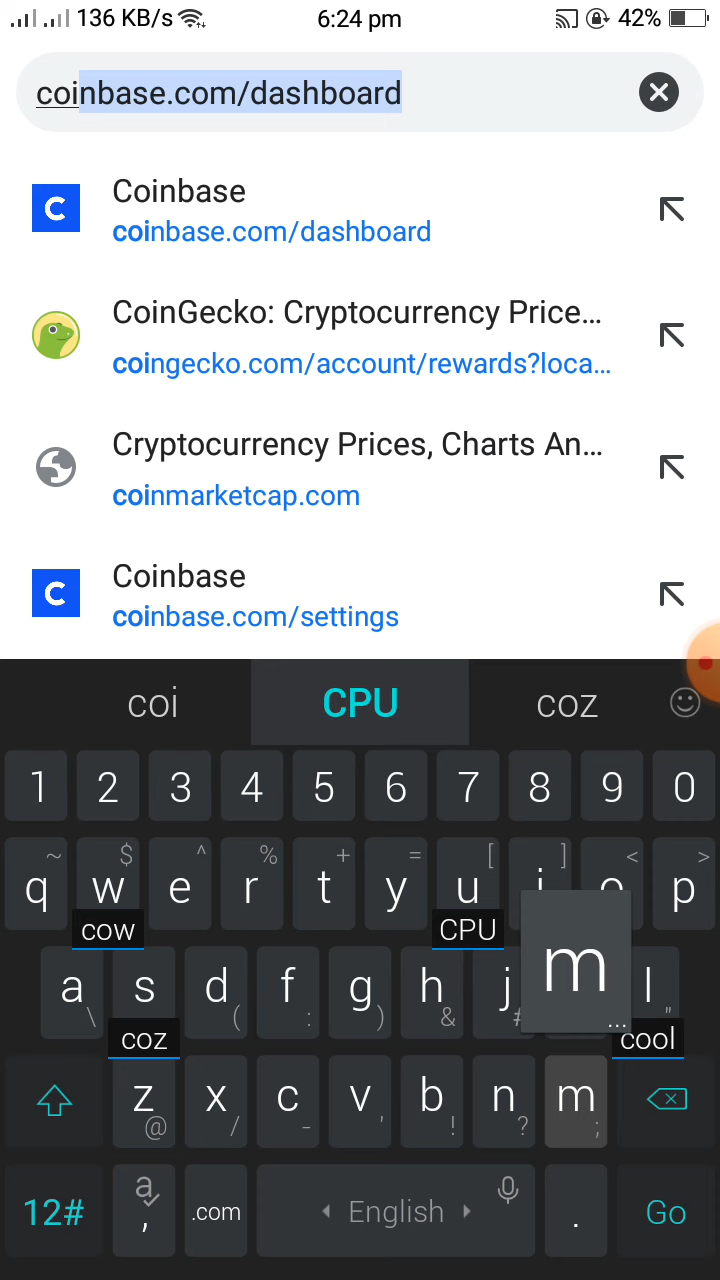 136 KB/s 6:24 pm 42%
coinbase.com/dashboard
Coinbase
coinbase.com/dashboard
CoinGecko: Cryptocurrency Price...
coingecko.com/account/rewards?loca...
Cryptocurrency Prices, Charts An...
coinmarketcap.com
Coinbase
coinbase.com/settings
coi CPU coz
1 2 3 4 5 6 7 8 9 0
~ $ ^ % + = [ ] < >
q w e r t y u i o p
cow CPU
a s d f g h j m l
\ ( : ) & # ... "
coz cool
z x c v b n m
@ / - ' ! ? ;
12# a , .com English . Go